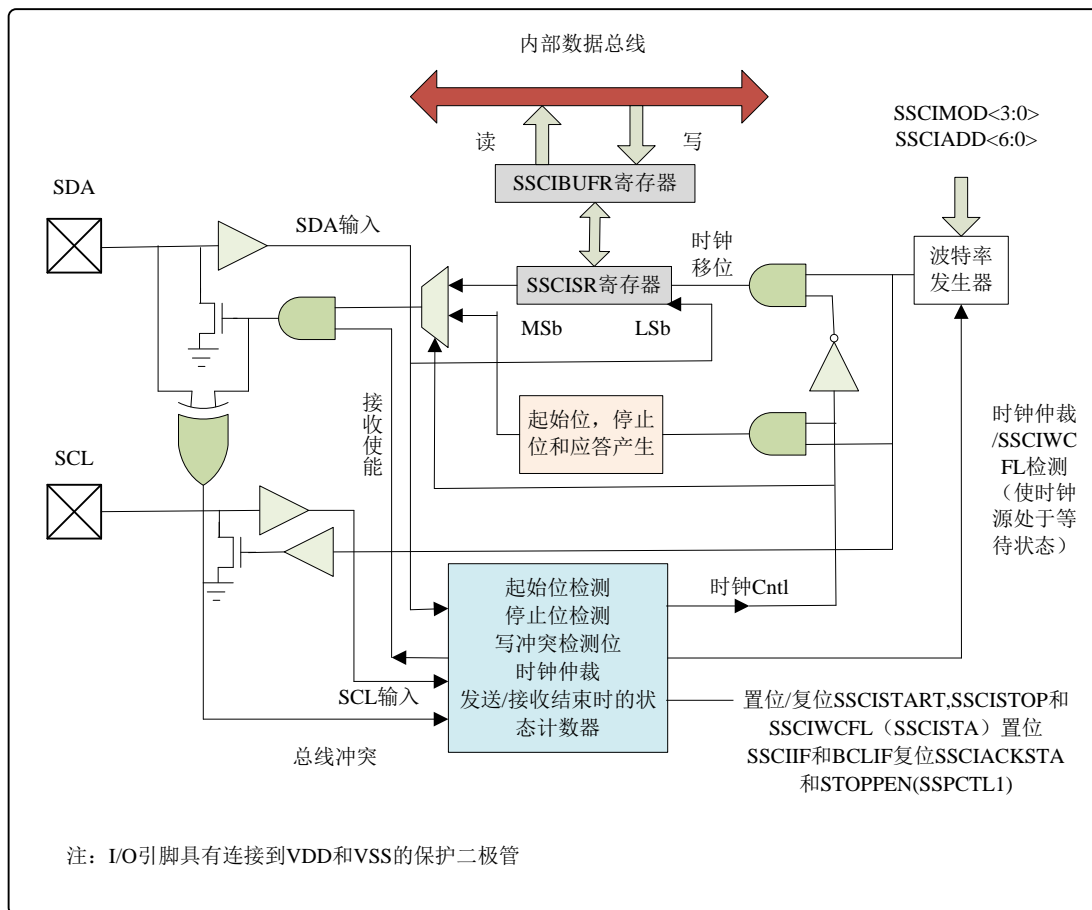 内部数据总线
SSCIMOD<3:0>
SSCIADD<6:0>
读
写
SSCIBUFR寄存器
SDA
SDA输入
时钟
移位
波特率
发生器
SSCISR寄存器
MSb
LSb
接收使能
起始位，停止
位和应答产生
时钟仲裁
/SSCIWC
FL检测
（使时钟
源处于等
待状态）
SCL
起始位检测
停止位检测
写冲突检测位
时钟仲裁
发送/接收结束时的状
态计数器
时钟Cntl
SCL输入
总线冲突
置位/复位SSCISTART,SSCISTOP和
SSCIWCFL（SSCISTA）置位
SSCIIF和BCLIF复位SSCIACKSTA
和STOPPEN(SSPCTL1)
注：I/O引脚具有连接到VDD和VSS的保护二极管